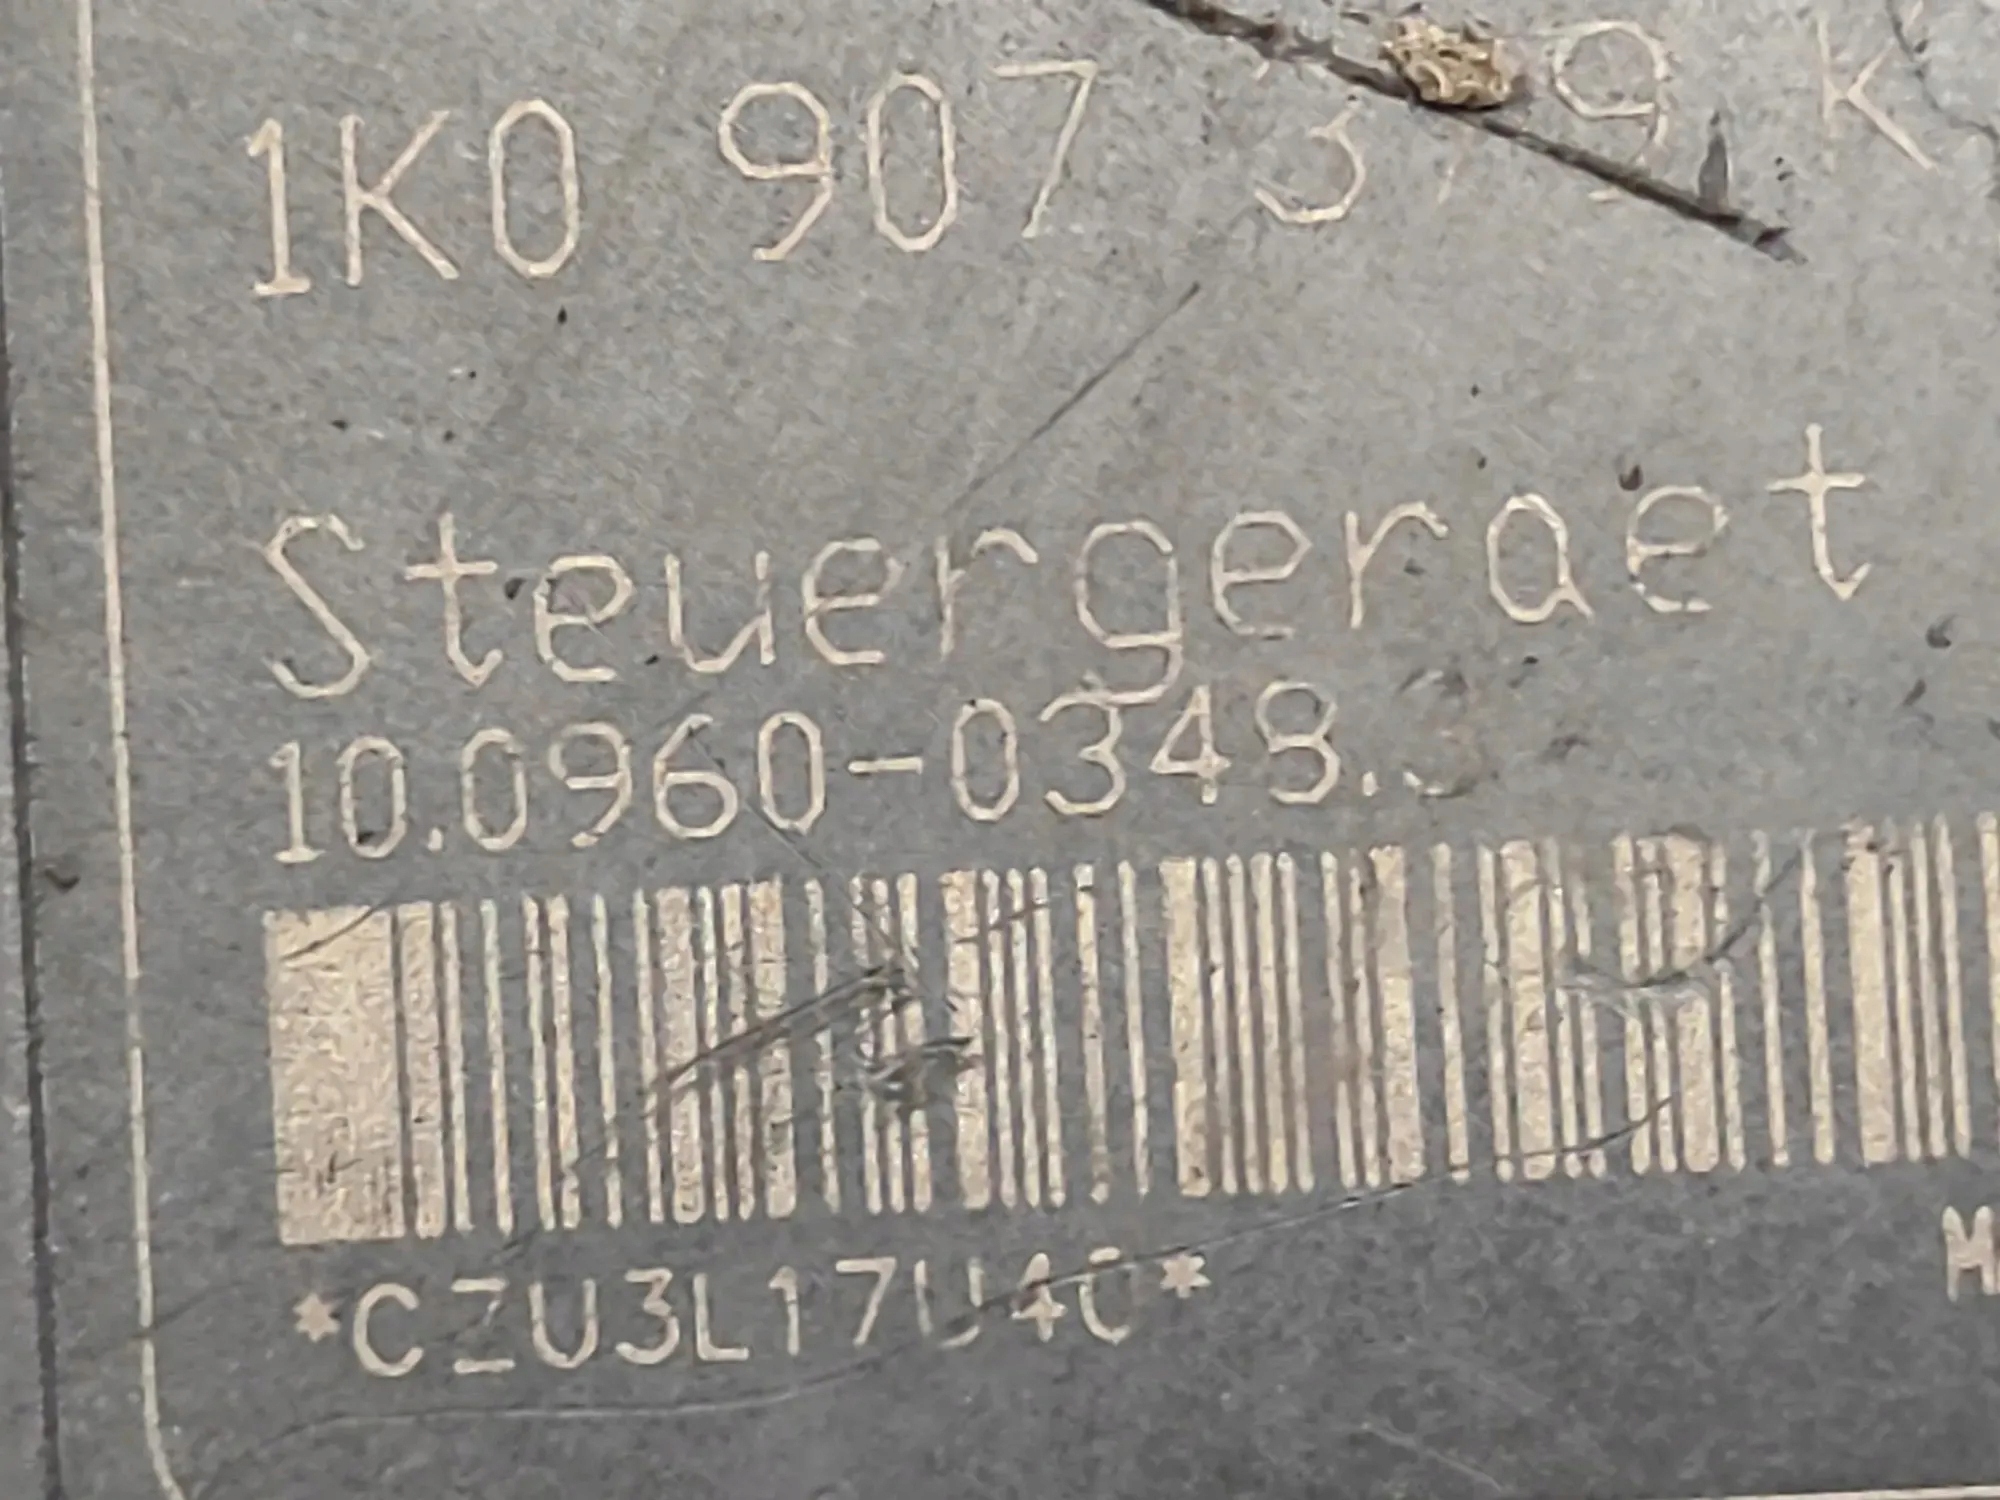 1K0 907 379 K
Steuergeraet
10.0960-0348.3
*CZU3L17U40*